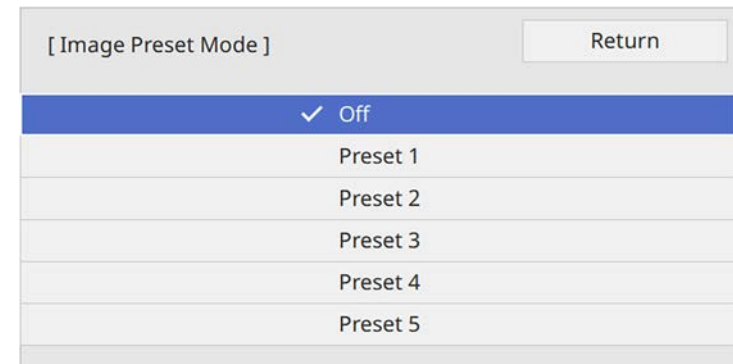 [ Image Preset Mode ]
Return
Off
Preset 1
Preset 2
Preset 3
Preset 4
Preset 5